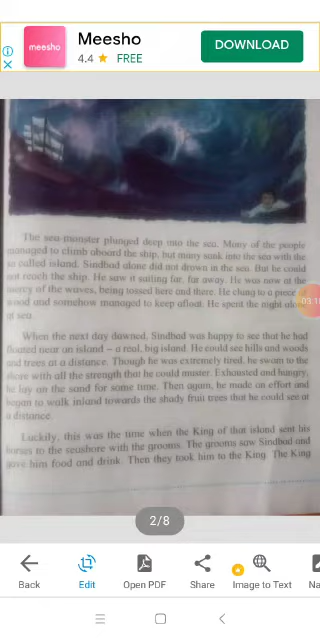 meesho
Meesho
4.4 ★ FREE
DOWNLOAD
The sea-monster plunged deep into the sea. Many of the people
managed to climb aboard the ship, but many sank into the sea with the
so called island. Sindbad alone did not drown in the sea. But he could
not reach the ship. He saw it sailing far, far away. He was now at the
mercy of the waves, being tossed here and there. He clung to a piece
wood and somehow managed to keep afloat. He spent the night alone
at sea.
When the next day dawned, Sindbad was happy to see that he had
floated near an island – a real, big island. He could see hills and woods
and trees at a distance. Though he was extremely tired, he swam to the
shore with all the strength that he could muster. Exhausted and hungry,
he lay on the sand for some time. Then again, he made an effort and
began to walk inland towards the shady fruit trees that he could see at
a distance.
Luckily, this was the time when the King of that island sent his
horses to the seashore with the grooms. The grooms saw Sindbad and
gave him food and drink. Then they took him to the King. The King
2/8
Back
Edit
Open PDF
Share
Image to Text
Na